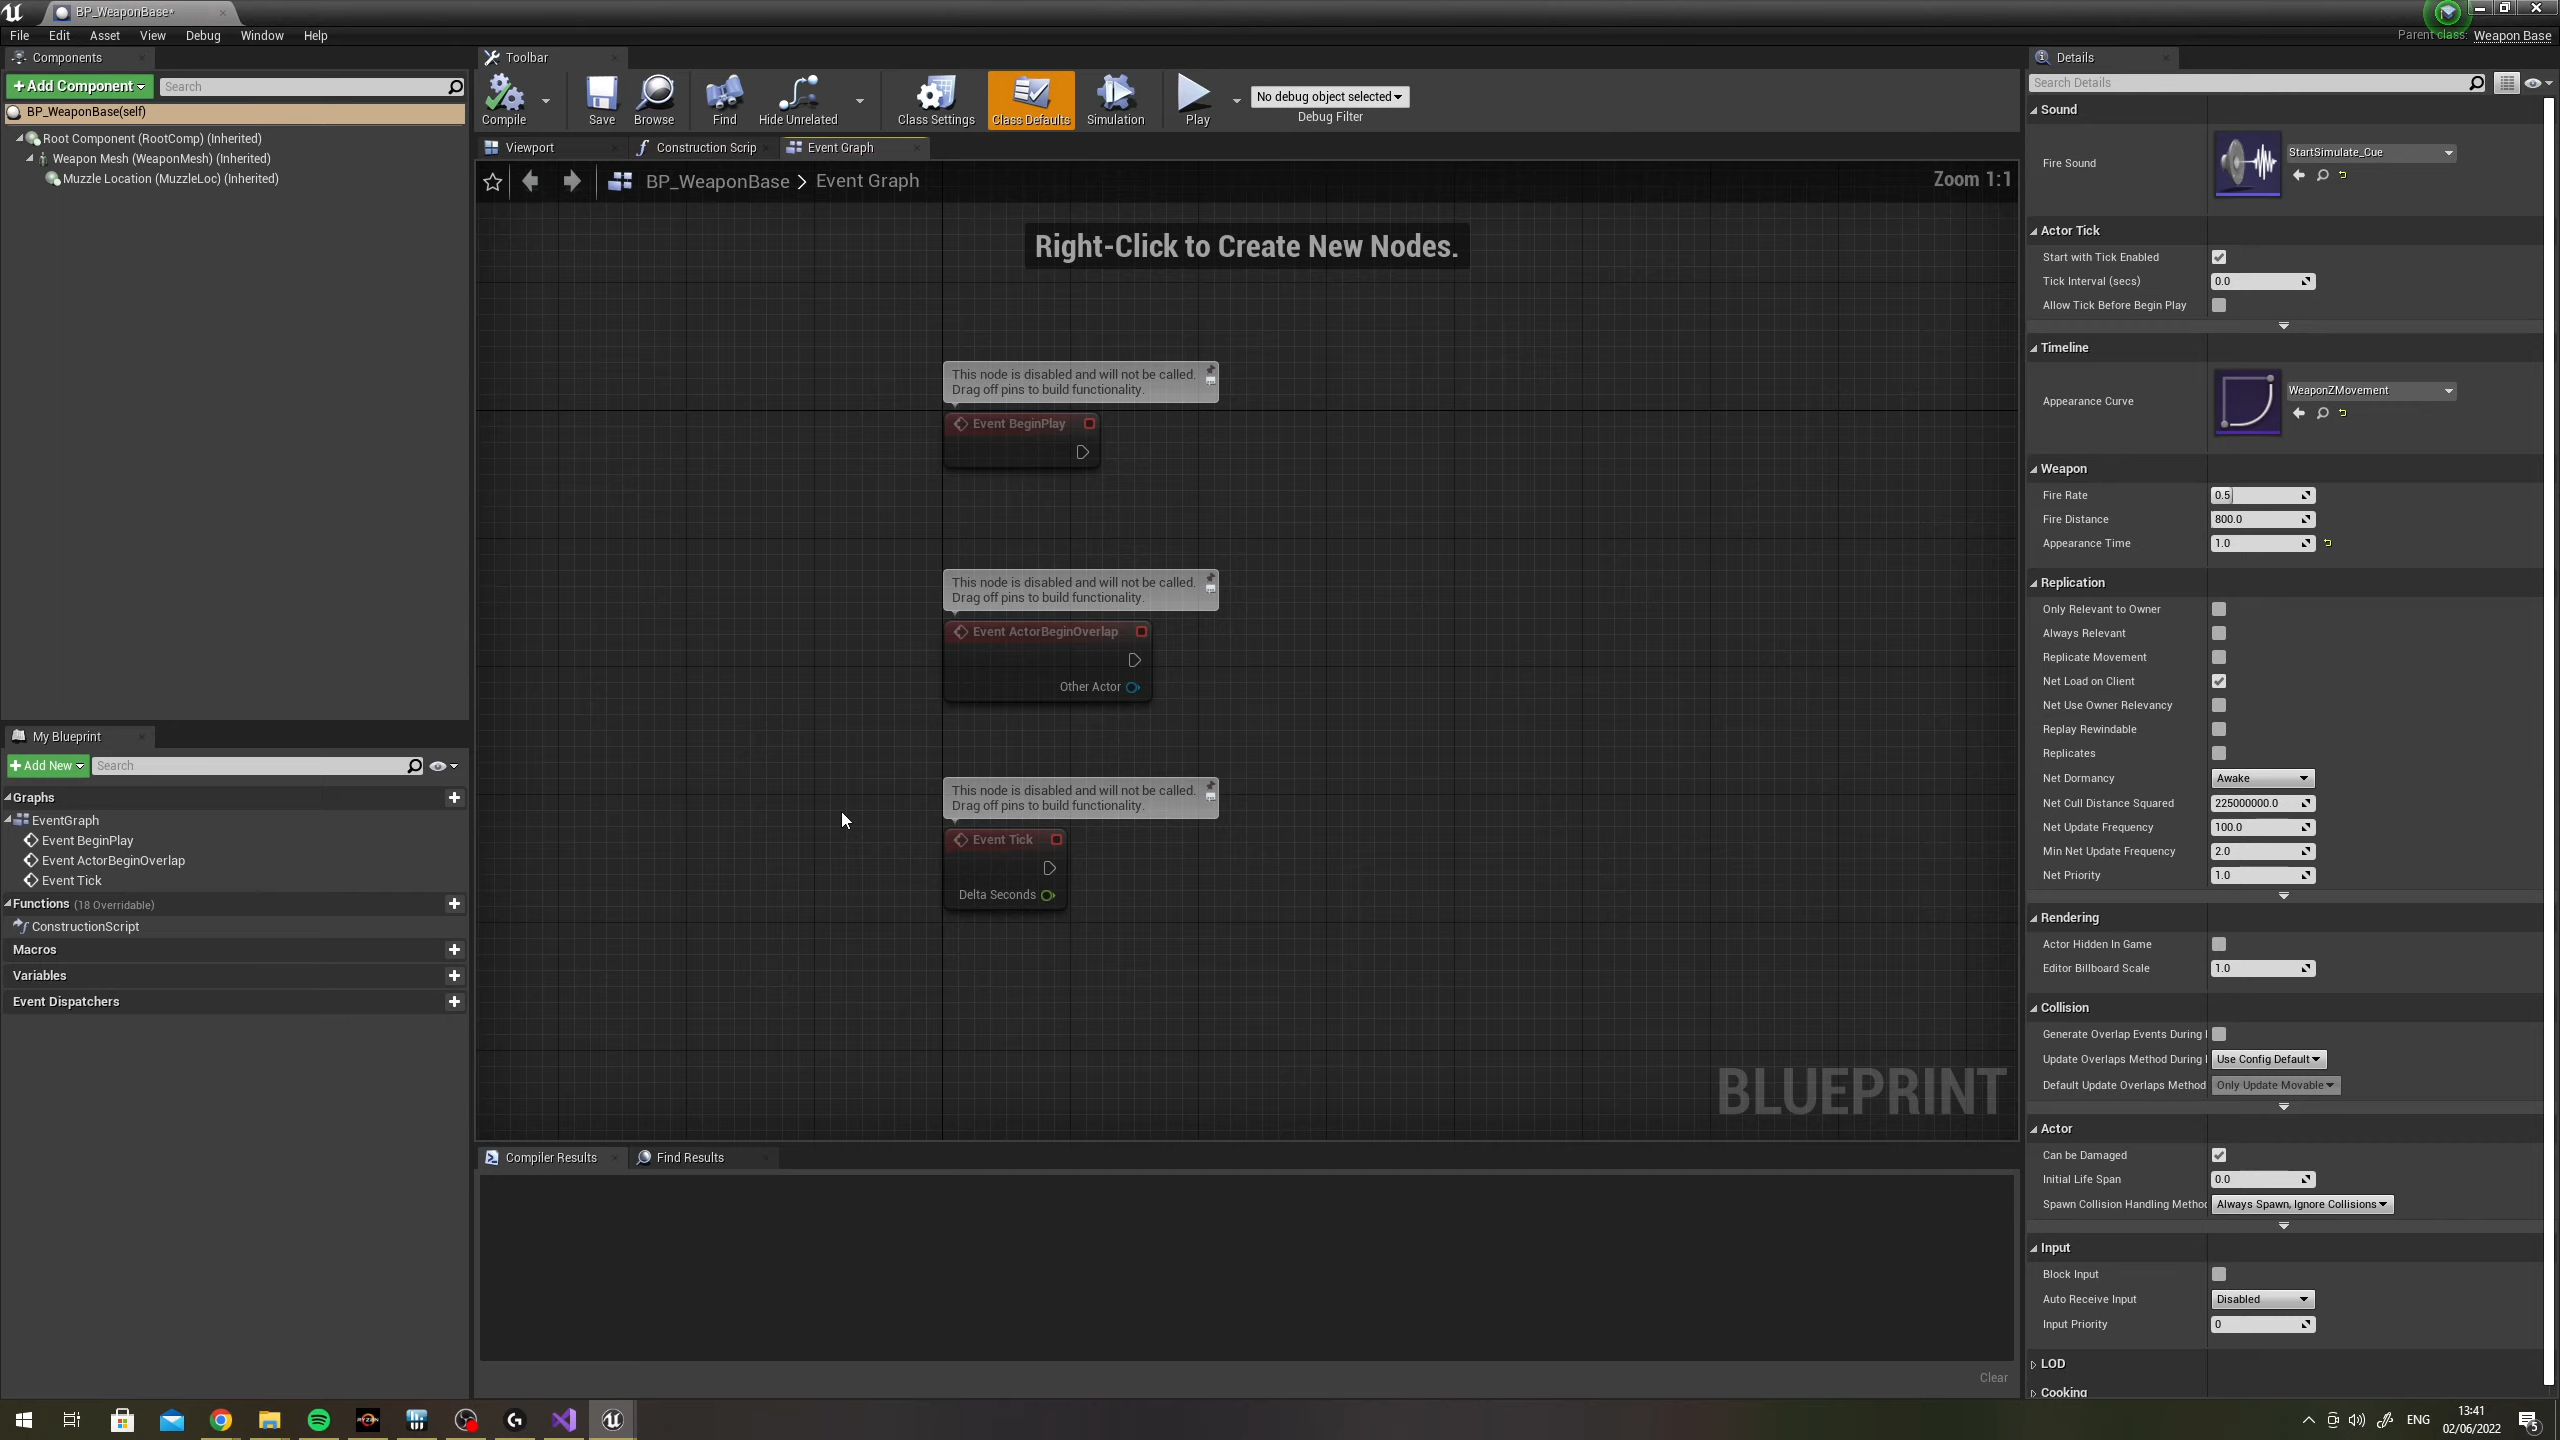 BP_WeaponBase*
File Edit Asset View Debug Window Help
Parent class: Weapon Base
Components
+Add Component
Search
BP_WeaponBase(self)
Root Component (RootComp) (Inherited)
Weapon Mesh (WeaponMesh) (Inherited)
Muzzle Location (MuzzleLoc) (Inherited)
My Blueprint
+Add New
Search
Graphs
EventGraph
Event BeginPlay
Event ActorBeginOverlap
Event Tick
Functions (18 Overridable)
ConstructionScript
Macros
Variables
Event Dispatchers
Toolbar
Compile
Save
Browse
Find
Hide Unrelated
Class Settings
Class Defaults
Simulation
Play
No debug object selected
Debug Filter
Viewport
Construction Scrip
Event Graph
BP_WeaponBase > Event Graph
Zoom 1:1
Right-Click to Create New Nodes.
This node is disabled and will not be called.
Drag off pins to build functionality.
Event BeginPlay
This node is disabled and will not be called.
Drag off pins to build functionality.
Event ActorBeginOverlap
Other Actor
This node is disabled and will not be called.
Drag off pins to build functionality.
Event Tick
Delta Seconds
BLUEPRINT
Compiler Results
Find Results
Clear
Details
Search Details
Sound
Fire Sound
StartSimulate_Cue
Actor Tick
Start with Tick Enabled
Tick Interval (secs) 0.0
Allow Tick Before Begin Play
Timeline
Appearance Curve
WeaponZMovement
Weapon
Fire Rate 0.5
Fire Distance 800.0
Appearance Time 1.0
Replication
Only Relevant to Owner
Always Relevant
Replicate Movement
Net Load on Client
Net Use Owner Relevancy
Replay Rewindable
Replicates
Net Dormancy Awake
Net Cull Distance Squared 225000000.0
Net Update Frequency 100.0
Min Net Update Frequency 2.0
Net Priority 1.0
Rendering
Actor Hidden In Game
Editor Billboard Scale 1.0
Collision
Generate Overlap Events During
Update Overlaps Method During Use Config Default
Default Update Overlaps Method Only Update Movable
Actor
Can be Damaged
Initial Life Span 0.0
Spawn Collision Handling Metho Always Spawn, Ignore Collisions
Input
Block Input
Auto Receive Input Disabled
Input Priority 0
LOD
Cooking
RYZEN
ENG
13:41
02/06/2022
5